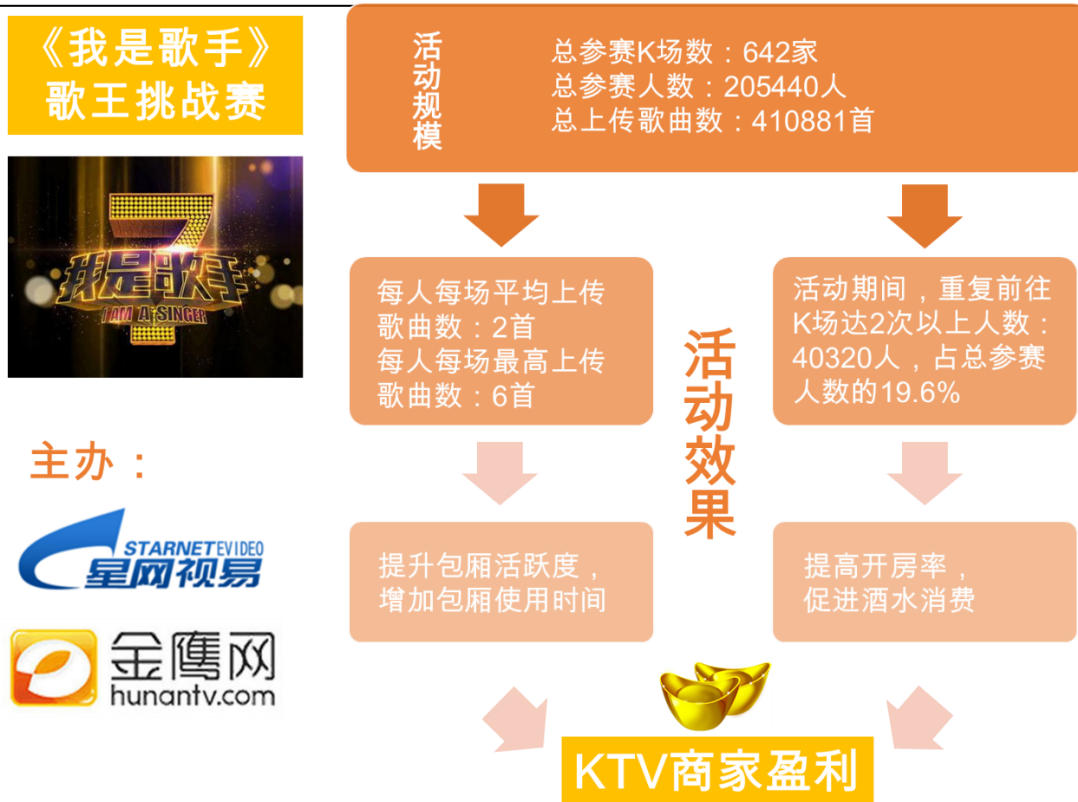 《我是歌手》
歌王挑战赛
我是歌手
I AM A SINGER
主办：
STARNETEVIDEO
星网视易
金鹰网
hunantv.com
活动规模
总参赛K场数：642家
总参赛人数：205440人
总上传歌曲数：410881首
每人每场平均上传
歌曲数：2首
每人每场最高上传
歌曲数：6首
活动效果
活动期间，重复前往
K场达2次以上人数：
40320人，占总参赛
人数的19.6%
提升包厢活跃度，
增加包厢使用时间
提高开房率，
促进酒水消费
KTV商家盈利